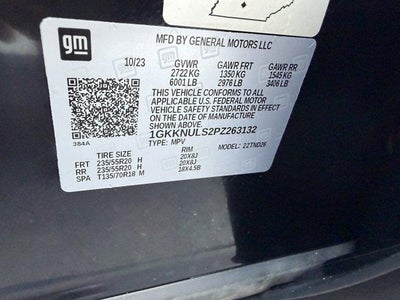 gm
MFD BY GENERAL MOTORS LLC
10/23 GVWR GAWR FRT GAWR RR
2722 KG 1350 KG 1545 KG
6001 LB 2976 LB 3406 LB
THIS VEHICLE CONFORMS TO ALL
APPLICABLE U.S. FEDERAL MOTOR
VEHICLE SAFETY STANDARDS IN EFFECT
ON THE DATE OF MANUFACTURE
SHOWN ABOVE.
1GKKNULS2PZ263132
TYPE: MPV MODEL: 22TND26
384A
TIRE SIZE RIM
FRT 235/55R20 H 20X8J
RR 235/55R20 H 20X8J
SPA T135/70R18 M 18X4.5B